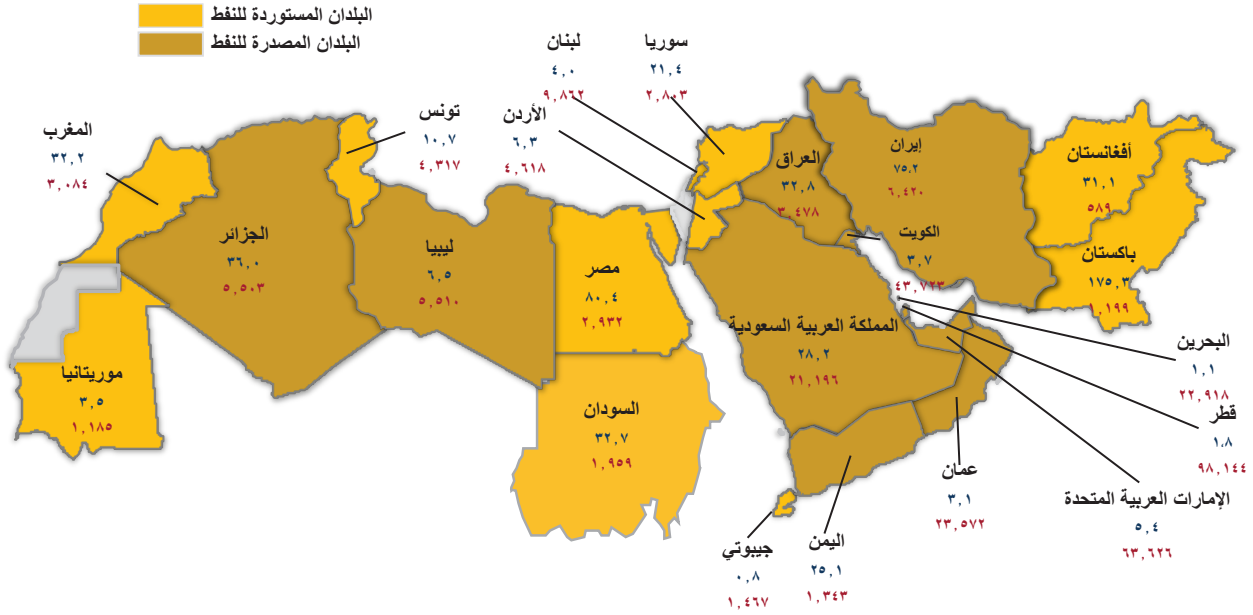 البلدان المستوردة للنفط
البلدان المصدرة للنفط
سوريا
٢١,٤
٢,٨٠٣
لبنان
٤,٠
٩,٨٦٢
الأردن
٦,٣
٤,٦١٨
تونس
١٠,٧
٤,٣١٧
المغرب
٣٢,٢
٣,٠٨٤
أفغانستان
٣١,١
٥٨٩
إيران
٧٥.٢
٦,٤٢٠
العراق
٣٢,٨
٣,٤٧٨
الكويت
٣,٧
٤٣,٧٢٣
باكستان
١٧٥,٣
١,١٩٩
الجزائر
٣٦,٠
٥,٥٠٣
ليبيا
٦,٥
٥,٥١٠
مصر
٨٠,٤
٢,٩٣٢
المملكة العربية السعودية
٢٨,٢
٢١,١٩٦
البحرين
١,١
٢٢,٩١٨
قطر
١,٨
٩٨,١٤٤
الإمارات العربية المتحدة
٥,٤
٦٣,٦٢٦
عمان
٣,١
٢٣,٥٧٢
اليمن
٢٥,١
١,٣٤٣
جيبوتي
٠,٨
١,٤٦٧
السودان
٣٢,٧
١,٩٥٩
موريتانيا
٣,٥
١,١٨٥